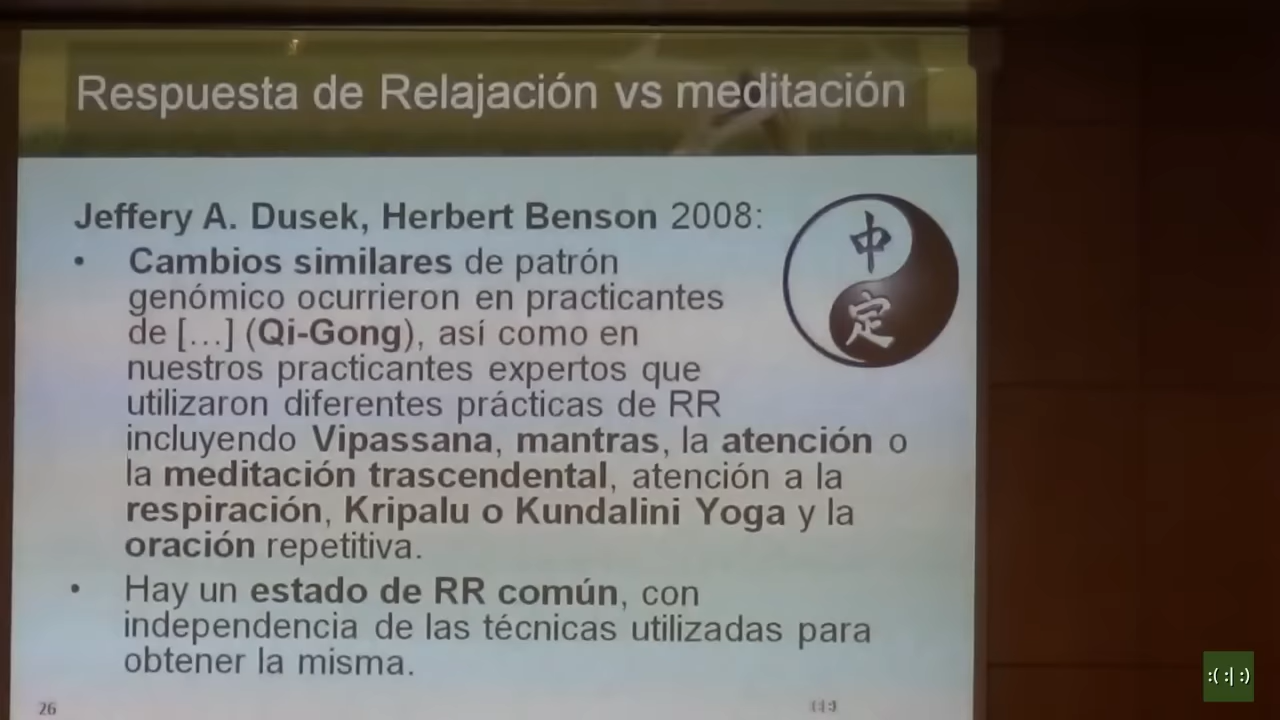 Respuesta de Relajación vs meditación
Jeffery A. Dusek, Herbert Benson 2008:
中
定
• Cambios similares de patrón
genómico ocurrieron en practicantes
de [...] (Qi-Gong), así como en
nuestros practicantes expertos que
utilizaron diferentes prácticas de RR
incluyendo Vipassana, mantras, la atención o
la meditación trascendental, atención a la
respiración, Kripalu o Kundalini Yoga y la
oración repetitiva.
• Hay un estado de RR común, con
independencia de las técnicas utilizadas para
obtener la misma.
26
:( :| :)